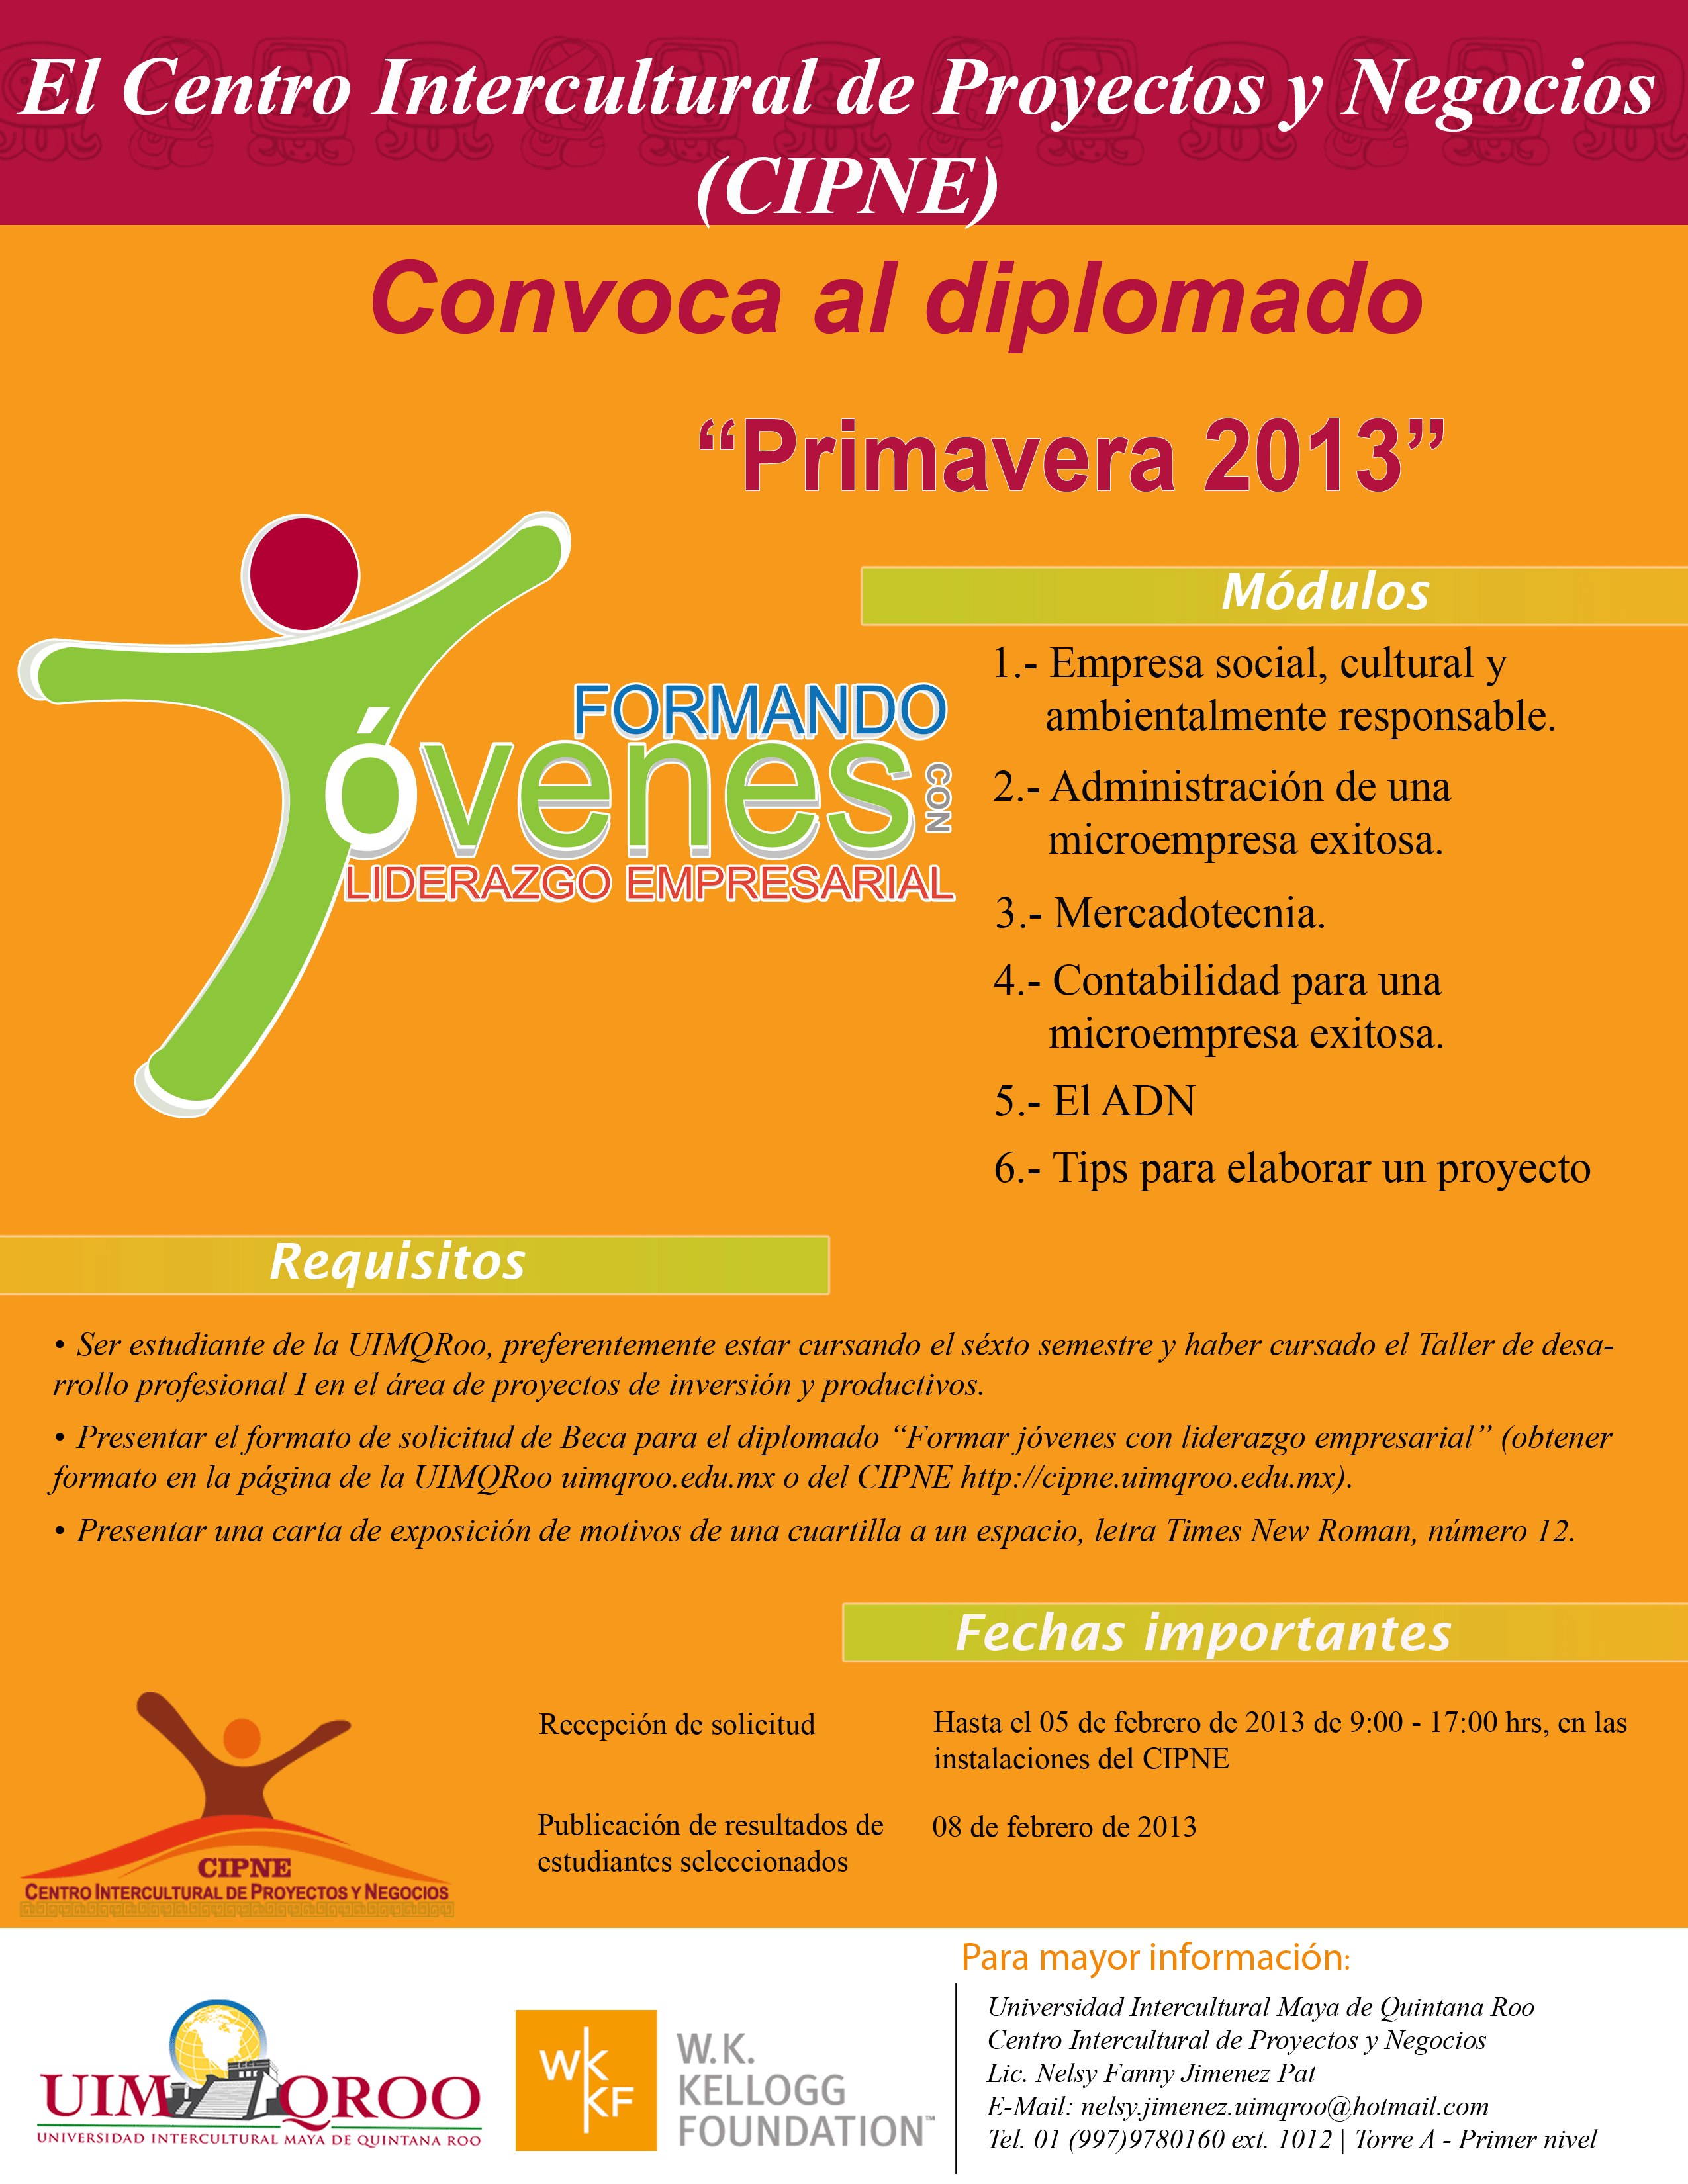 El Centro Intercultural de Proyectos y Negocios
(CIPNE)
Convoca al diplomado
“Primavera 2013”
FORMANDO
Jóvenes CON
LIDERAZGO EMPRESARIAL
Módulos
1.- Empresa social, cultural y
ambientalmente responsable.
2.- Administración de una
microempresa exitosa.
3.- Mercadotecnia.
4.- Contabilidad para una
microempresa exitosa.
5.- El ADN
6.- Tips para elaborar un proyecto
Requisitos
• Ser estudiante de la UIMQRoo, preferentemente estar cursando el séxto semestre y haber cursado el Taller de desa-
rrollo profesional I en el área de proyectos de inversión y productivos.
• Presentar el formato de solicitud de Beca para el diplomado “Formar jóvenes con liderazgo empresarial” (obtener
formato en la página de la UIMQRoo uimqroo.edu.mx o del CIPNE http://cipne.uimqroo.edu.mx).
• Presentar una carta de exposición de motivos de una cuartilla a un espacio, letra Times New Roman, número 12.
Fechas importantes
Recepción de solicitud
Hasta el 05 de febrero de 2013 de 9:00 - 17:00 hrs, en las
instalaciones del CIPNE
Publicación de resultados de
estudiantes seleccionados
08 de febrero de 2013
CIPNE
CENTRO INTERCULTURAL DE PROYECTOS Y NEGOCIOS
UIMQROO
UNIVERSIDAD INTERCULTURAL MAYA DE QUINTANA ROO
WK
KF
W.K.
KELLOGG
FOUNDATION™
Para mayor información:
Universidad Intercultural Maya de Quintana Roo
Centro Intercultural de Proyectos y Negocios
Lic. Nelsy Fanny Jimenez Pat
E-Mail: nelsy.jimenez.uimqroo@hotmail.com
Tel. 01 (997)9780160 ext. 1012 | Torre A - Primer nivel